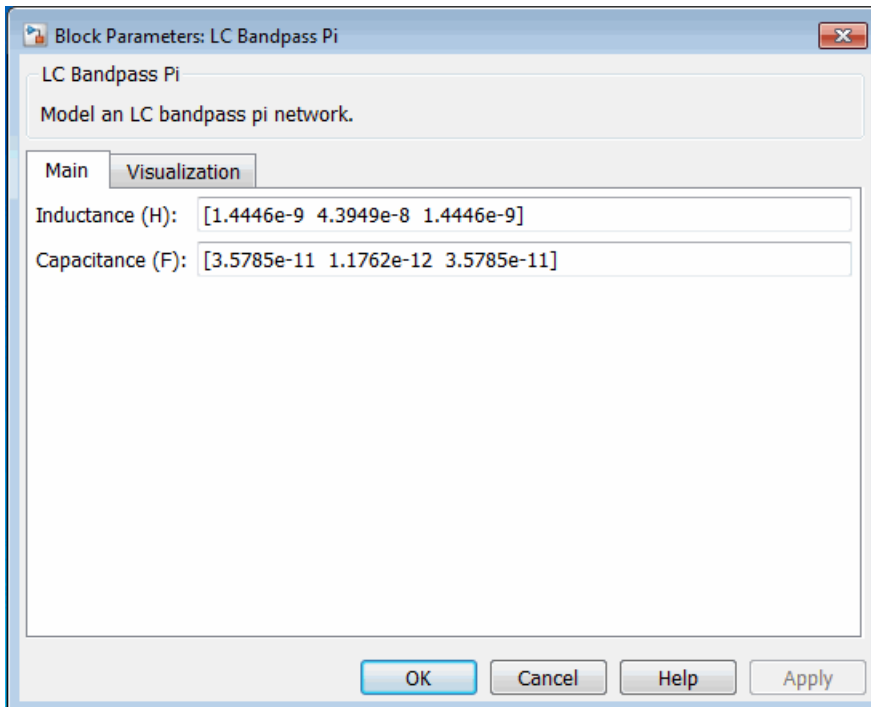 Block Parameters: LC Bandpass Pi
LC Bandpass Pi
Model an LC bandpass pi network.
Main Visualization
Inductance (H): [1.4446e-9 4.3949e-8 1.4446e-9]
Capacitance (F): [3.5785e-11 1.1762e-12 3.5785e-11]
OK Cancel Help Apply